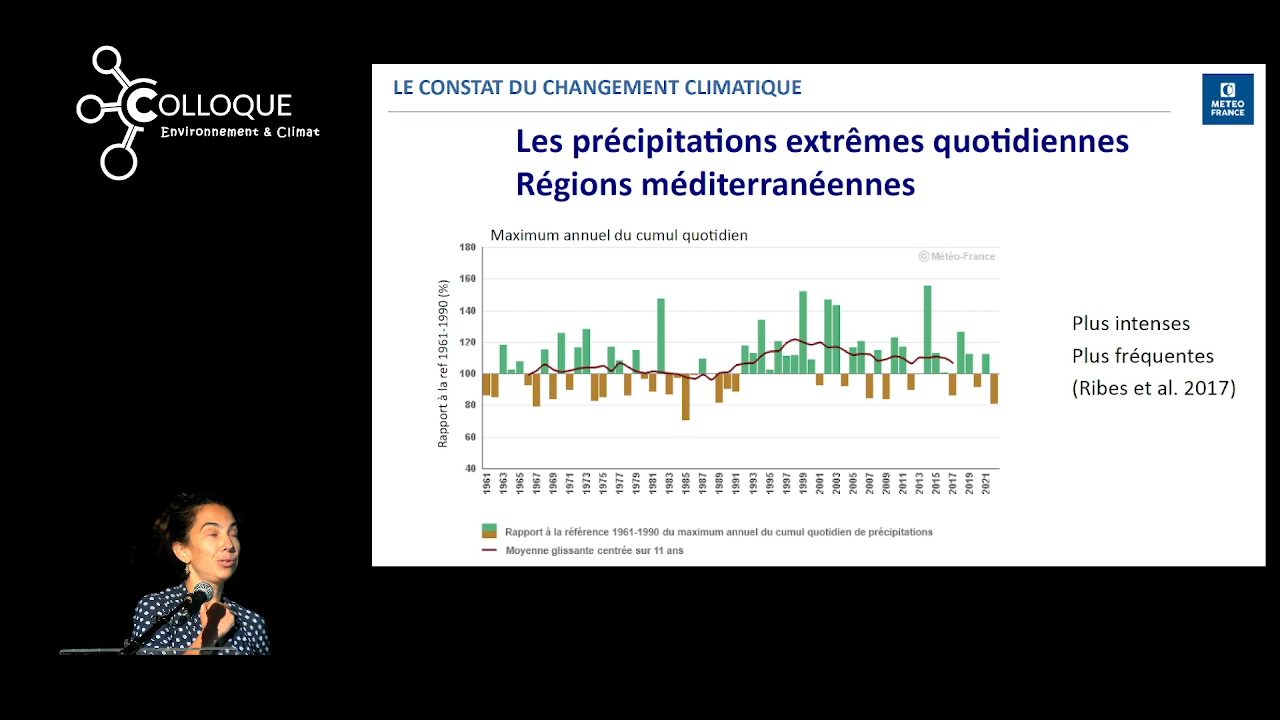 COLLOQUE
Environnement & Climat
LE CONSTAT DU CHANGEMENT CLIMATIQUE
METEO
FRANCE
Les précipitations extrêmes quotidiennes
Régions méditerranéennes
Maximum annuel du cumul quotidien
© Météo-France
Rapport à la ref 1961-1990 (%)
180
160
140
120
100
80
60
40
1961 1963 1965 1967 1969 1971 1973 1975 1977 1979 1981 1983 1985 1987 1989 1991 1993 1995 1997 1999 2001 2003 2005 2007 2009 2011 2013 2015 2017 2019 2021
Rapport à la référence 1961-1990 du maximum annuel du cumul quotidien de précipitations
Moyenne glissante centrée sur 11 ans
Plus intenses
Plus fréquentes
(Ribes et al. 2017)